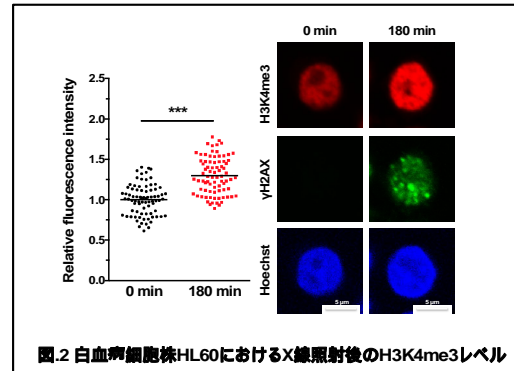 0 min
180 min
Relative fluorescence intensity
2.5
2.0
1.5
1.0
0.5
0.0
***
0 min
180 min
H3K4me3
γH2AX
Hoechst
5 µm
5 µm
図.2 白血病細胞株HL60におけるX線照射後のH3K4me3レベル